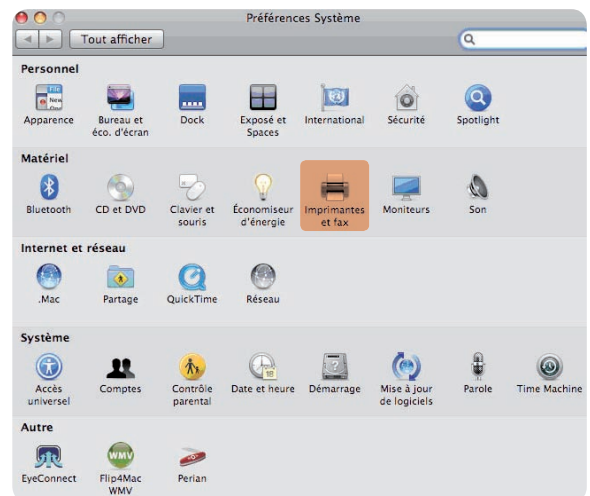 Préférences Système
Tout afficher
Personnel
Apparence
Bureau et
éco. d'écran
Dock
Exposé et
Spaces
International
Sécurité
Spotlight
Matériel
Bluetooth
CD et DVD
Clavier et
souris
Économiseur
d'énergie
Imprimantes
et fax
Moniteurs
Son
Internet et réseau
.Mac
Partage
QuickTime
Réseau
Système
Accès
universel
Comptes
Contrôle
parental
Date et heure
Démarrage
Mise à jour
de logiciels
Parole
Time Machine
Autre
EyeConnect
WMV
Flip4Mac
WMV
Perian